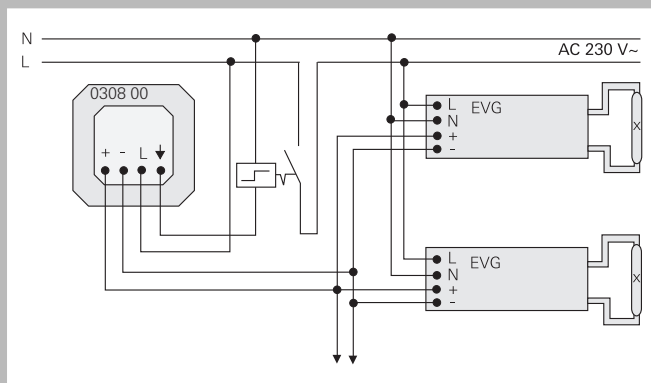 N
L
AC 230 V~
0308 00
+ - L
L EVG
N
+
-
X
L EVG
N
+
-
X